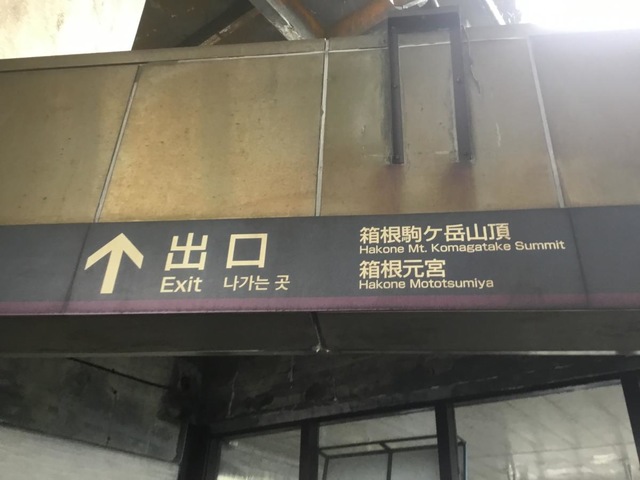 出口
Exit 나가는 곳
箱根駒ケ岳山頂
Hakone Mt. Komagatake Summit
箱根元宮
Hakone Mototsumiya